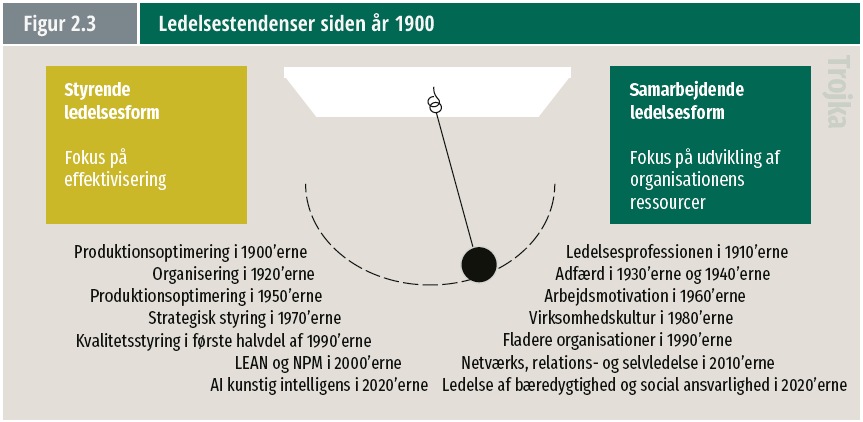 Figur 2.3
Ledelsestendenser siden år 1900
Styrende
ledelsesform
Fokus på
effektivisering
Samarbejdende
ledelsesform
Fokus på udvikling af
organisationens
ressourcer
Trojka
Produktionsoptimering i 1900’erne
Organisering i 1920’erne
Produktionsoptimering i 1950’erne
Strategisk styring i 1970’erne
Kvalitetsstyring i første halvdel af 1990’erne
LEAN og NPM i 2000’erne
AI kunstig intelligens i 2020’erne
Ledelsesprofessionen i 1910’erne
Adfærd i 1930’erne og 1940’erne
Arbejdsmotivation i 1960’erne
Virksomhedskultur i 1980’erne
Fladere organisationer i 1990’erne
Netværks, relations- og selvledelse i 2010’erne
Ledelse af bæredygtighed og social ansvarlighed i 2020’erne